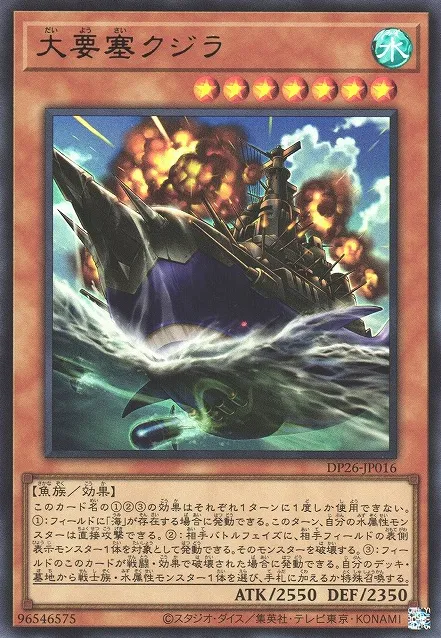 大要塞クジラ
水
DP26-JP016
【魚族／効果】
このカード名の①②③の効果はそれぞれ1ターンに1度しか使用できない。
①：フィールドに「海」が存在する場合に発動できる。このターン、自分の水属性モン
スターは直接攻撃できる。②：相手バトルフェイズに、相手フィールドの表側
表示モンスター1体を対象として発動できる。そのモンスターを破壊する。③：フィ
ールドのこのカードが戦闘・効果で破壊された場合に発動できる。自分のデッキ・
墓地から戦士族・水属性モンスター1体を選び、手札に加えるか特殊召喚する。
ATK/2550 DEF/2350
96545575
©スタジオ・ダイス／集英社・テレビ東京・KONAMI